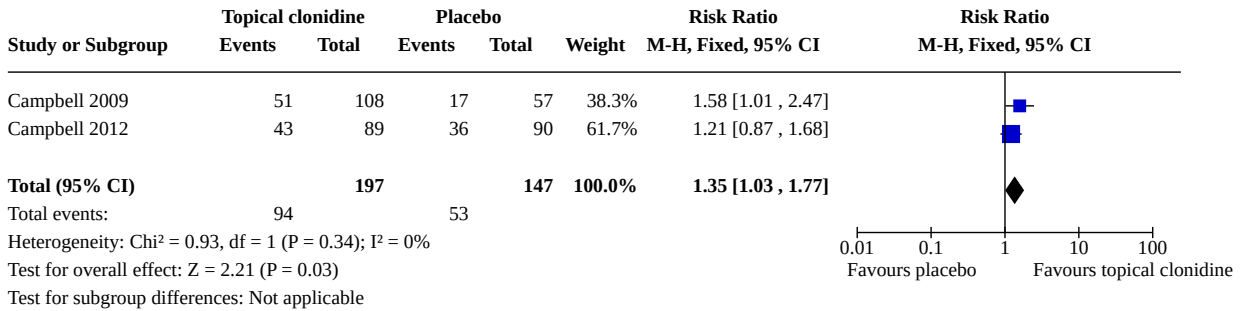 Topical clonidine Placebo Risk Ratio Risk Ratio
Study or Subgroup Events Total Events Total Weight M-H, Fixed, 95% CI M-H, Fixed, 95% CI
Campbell 2009 51 108 17 57 38.3% 1.58 [1.01 , 2.47]
Campbell 2012 43 89 36 90 61.7% 1.21 [0.87 , 1.68]
Total (95% CI) 197 147 100.0% 1.35 [1.03 , 1.77]
Total events: 94 53
Heterogeneity: Chi² = 0.93, df = 1 (P = 0.34); I² = 0%
0.01 0.1 1 10 100
Test for overall effect: Z = 2.21 (P = 0.03) Favours placebo Favours topical clonidine
Test for subgroup differences: Not applicable